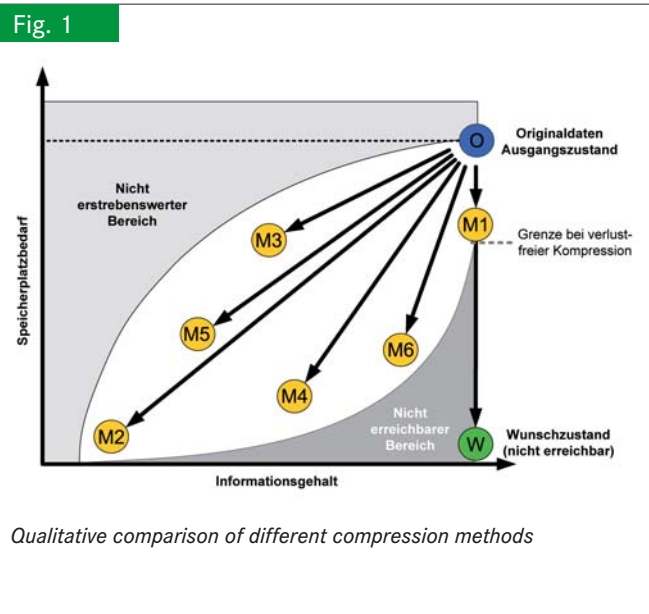 Fig. 1
O
Originaldaten
Ausgangszustand
Nicht
erstrebenswerter
Bereich
M1
M3
Grenze bei verlust-
freier Kompression
Speicherplatzbedarf
M5
M6
M4
Nicht
erreichbarer
Bereich
M2
W
Wunschzustand
(nicht erreichbar)
Informationsgehalt
Qualitative comparison of different compression methods